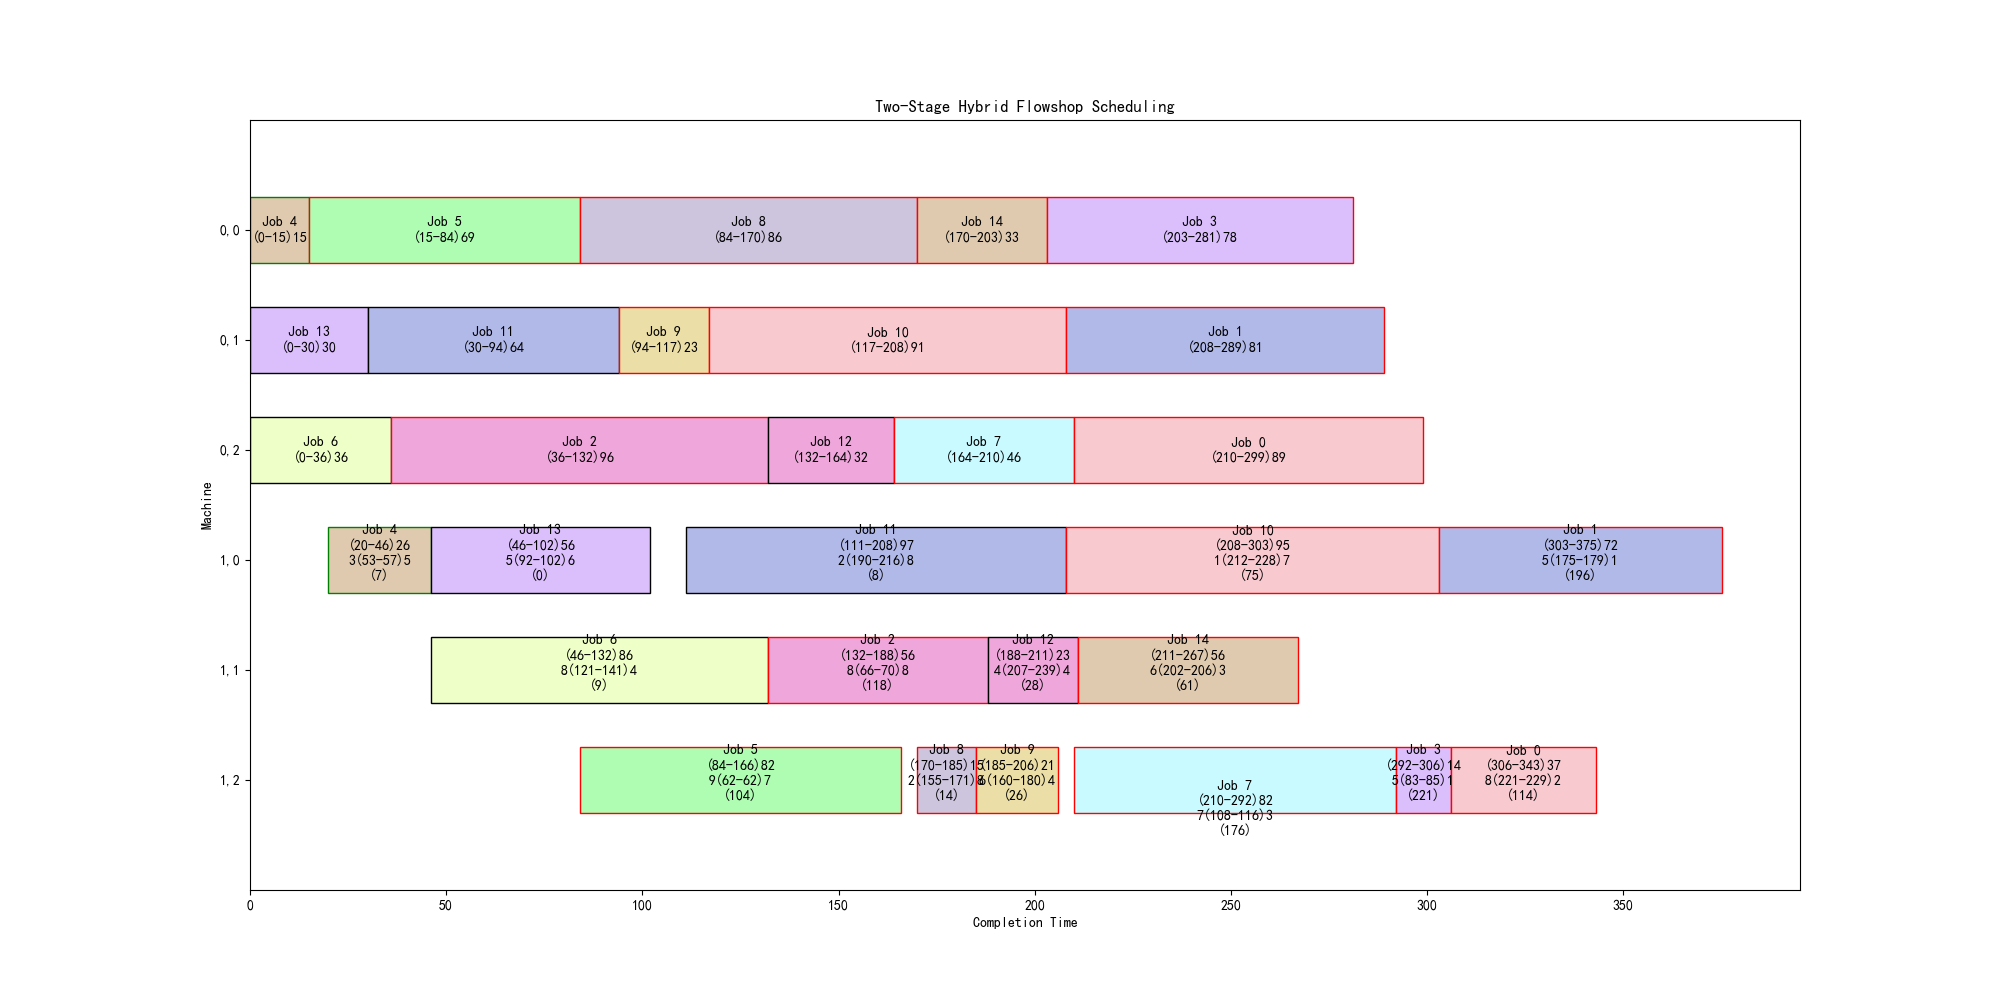 Two-Stage Hybrid Flowshop Scheduling
Machine
0,0
Job 4
(0-15)15
Job 5
(15-84)69
Job 8
(84-170)86
Job 14
(170-203)33
Job 3
(203-281)78
0,1
Job 13
(0-30)30
Job 11
(30-94)64
Job 9
(94-117)23
Job 10
(117-208)91
Job 1
(208-289)81
0,2
Job 6
(0-36)36
Job 2
(36-132)96
Job 12
(132-164)32
Job 7
(164-210)46
Job 0
(210-299)89
1,0
Job 4
(20-46)26
3(53-57)5
(7)
Job 13
(46-102)56
5(92-102)6
(0)
Job 11
(111-208)97
2(190-216)8
(8)
Job 10
(208-303)95
1(212-228)7
(75)
Job 1
(303-375)72
5(175-179)1
(196)
1,1
Job 6
(46-132)86
8(121-141)4
(9)
Job 2
(132-188)56
8(66-70)8
(118)
Job 12
(188-211)23
4(207-239)4
(28)
Job 14
(211-267)56
6(202-206)3
(61)
1,2
Job 5
(84-166)82
9(62-62)7
(104)
Job 8
(170-185)15
2(155-171)
(14)
Job 9
(185-206)21
(160-180)4
(26)
Job 7
(210-292)82
7(108-116)3
(176)
Job 3
(292-306)14
5(83-85)1
(221)
Job 0
(306-343)37
8(221-229)2
(114)
0
50
100
150
200
250
300
350
Completion Time